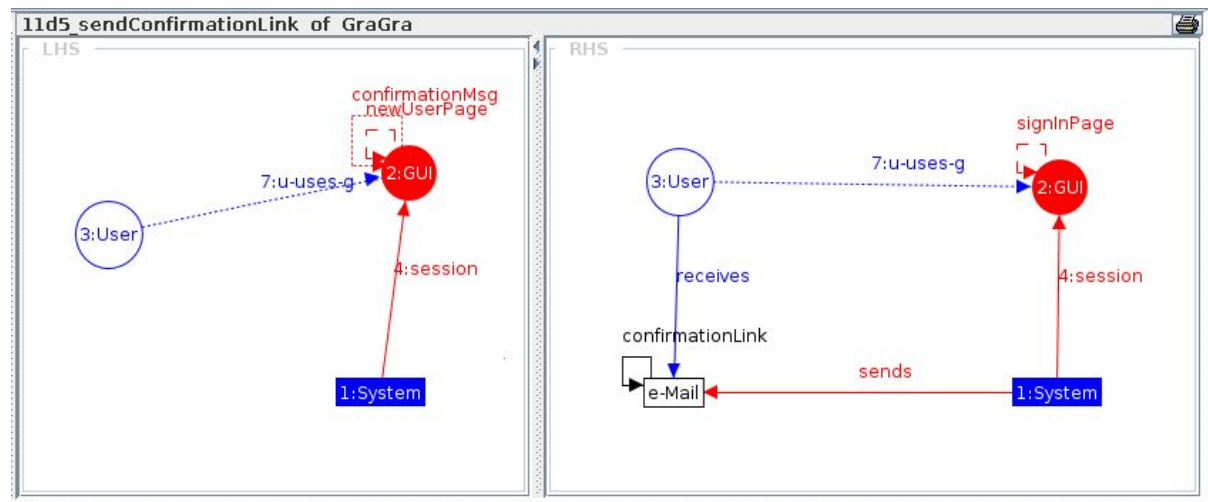 11d5_sendConfirmationLink of GraGra
LHS
confirmationMsg
newUserPage
2:GUI
7:u-uses-g
3:User
4:session
1:System
RHS
signInPage
7:u-uses-g
3:User
2:GUI
receives
4:session
confirmationLink
sends
e-Mail
1:System